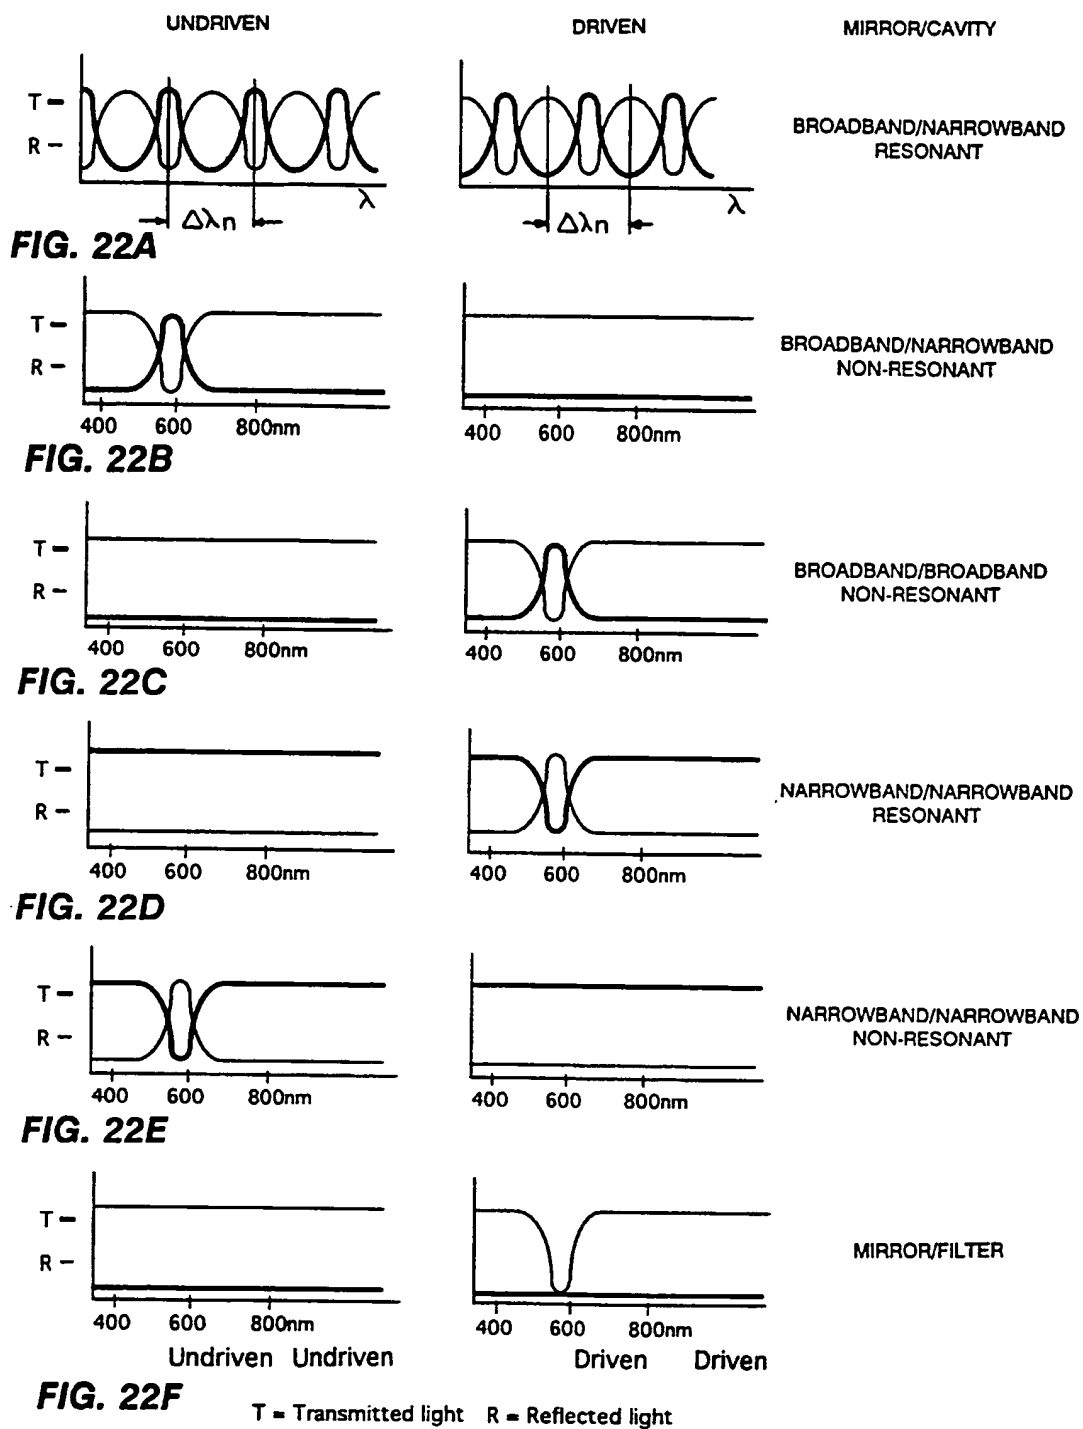 UNDRIVEN DRIVEN MIRROR/CAVITY
T
R
λ λ
Δλn Δλn
BROADBAND/NARROWBAND
RESONANT
FIG. 22A
T
R
400 600 800nm 400 600 800nm
BROADBAND/NARROWBAND
NON-RESONANT
FIG. 22B
T
R
400 600 800nm 400 600 800nm
BROADBAND/BROADBAND
NON-RESONANT
FIG. 22C
T
R
400 600 800nm 400 600 800nm
NARROWBAND/NARROWBAND
RESONANT
FIG. 22D
T
R
400 600 800nm 400 600 800nm
NARROWBAND/NARROWBAND
NON-RESONANT
FIG. 22E
T
R
400 600 800nm 400 600 800nm
MIRROR/FILTER
Undriven Undriven Driven Driven
FIG. 22F
T = Transmitted light R = Reflected light